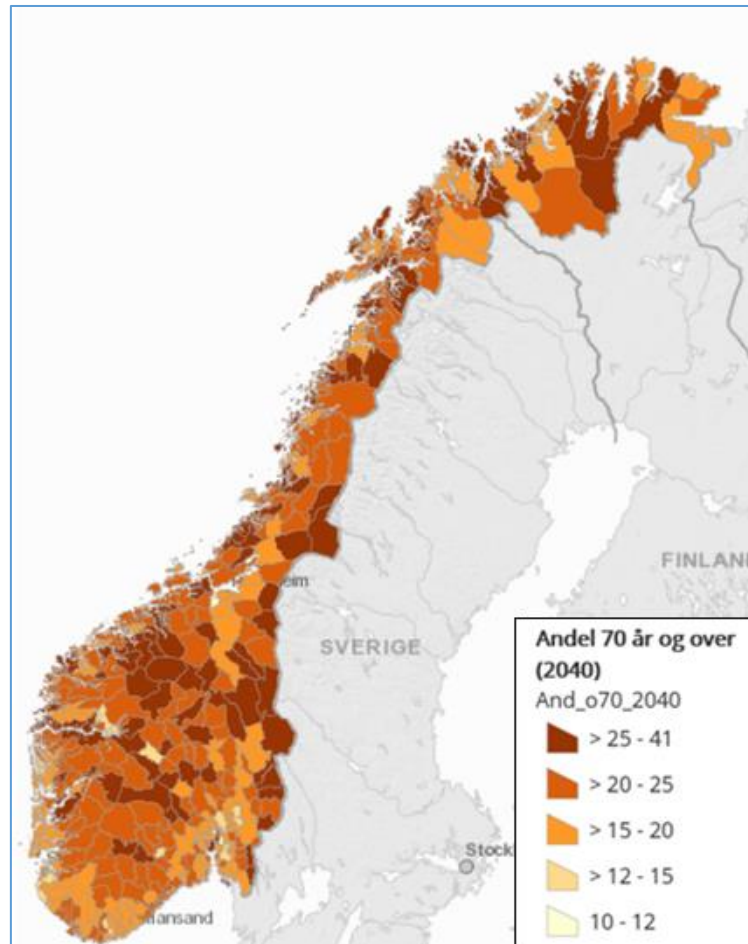 eim
SVERIGE
FINLAN
Stock
ansand
Andel 70 år og over
(2040)
And_o70_2040
> 25 - 41
> 20 - 25
> 15 - 20
> 12 - 15
10 - 12